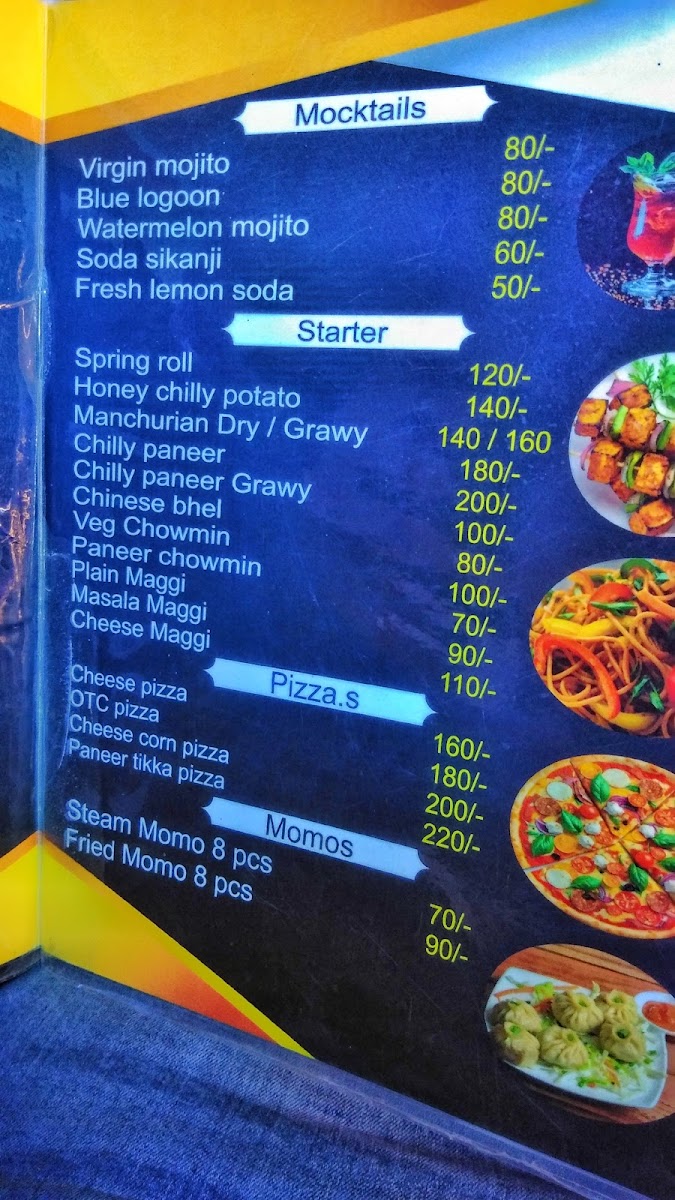 Mocktails
Virgin mojito 80/-
Blue logoon 80/-
Watermelon mojito 80/-
Soda sikanji 60/-
Fresh lemon soda 50/-
Starter
Spring roll 120/-
Honey chilly potato 140/-
Manchurian Dry / Grawy 140 / 160
Chilly paneer 180/-
Chilly paneer Grawy 200/-
Chinese bhel 100/-
Veg Chowmin 80/-
Paneer chowmin 100/-
Plain Maggi 70/-
Masala Maggi 90/-
Cheese Maggi 110/-
Pizza.s
Cheese pizza 160/-
OTC pizza 180/-
Cheese corn pizza 200/-
Paneer tikka pizza 220/-
Momos
Steam Momo 8 pcs 70/-
Fried Momo 8 pcs 90/-